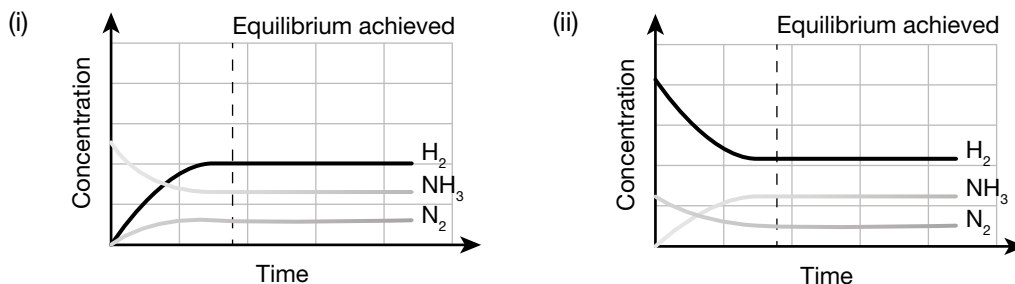 (i)
Equilibrium achieved
Concentration
H₂
NH₃
N₂
Time
(ii)
Equilibrium achieved
Concentration
H₂
NH₃
N₂
Time